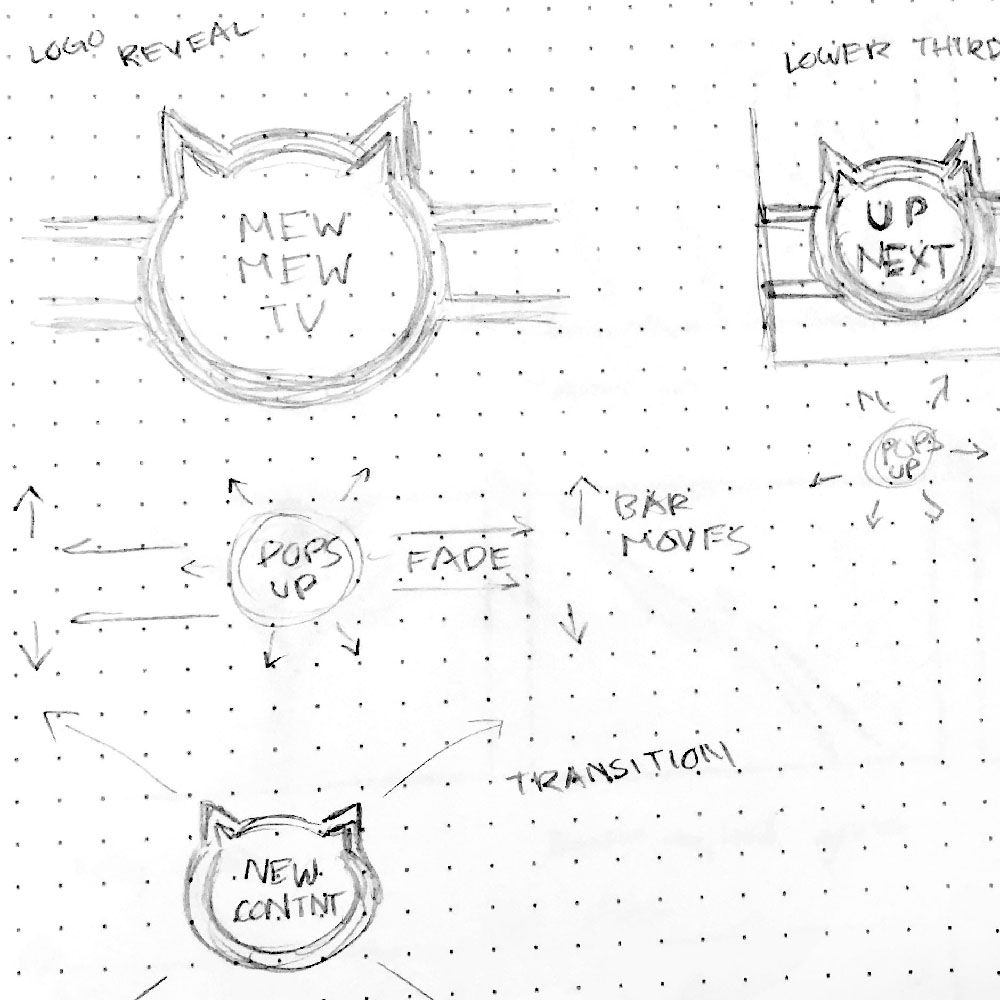 LOGO REVEAL
LOWER THIRD
MEW
MEW
TV
UP
NEXT
POPS
UP
POPS
UP
FADE
BAR
MOVES
TRANSITION
NEW
CONTNT